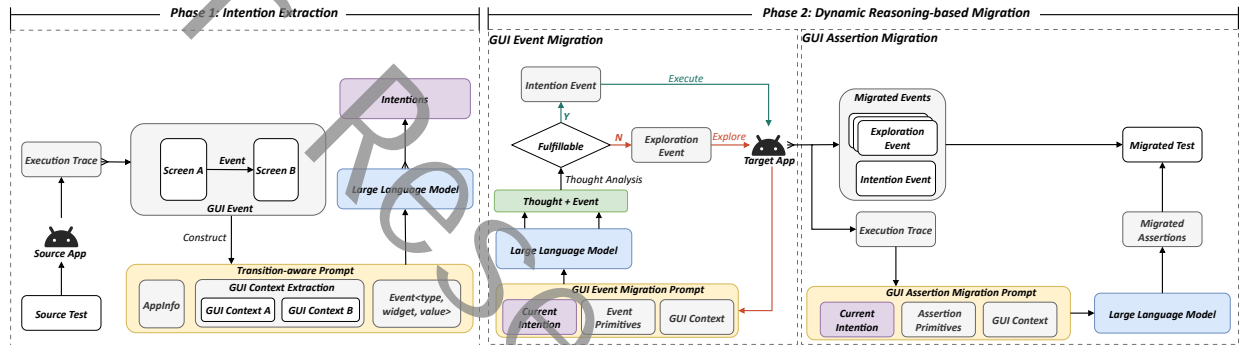 Phase 1: Intention Extraction
Phase 2: Dynamic Reasoning-based Migration
GUI Event Migration
GUI Assertion Migration
Intentions
Execution Trace
Screen A
Event
Screen B
GUI Event
Large Language Model
Construct
Source App
Source Test
Transition-aware Prompt
AppInfo
GUI Context Extraction
GUI Context A
GUI Context B
Event<type,
widget, value>
Intention Event
Execute
Y
Fulfillable
N
Exploration
Event
Explore
Target App
Thought Analysis
Thought + Event
Large Language Model
GUI Event Migration Prompt
Current
Intention
Event
Primitives
GUI Context
Migrated Events
Exploration
Event
Intention Event
Execution Trace
GUI Assertion Migration Prompt
Current
Intention
Assertion
Primitives
GUI Context
Migrated Test
Migrated
Assertions
Large Language Model
Rese